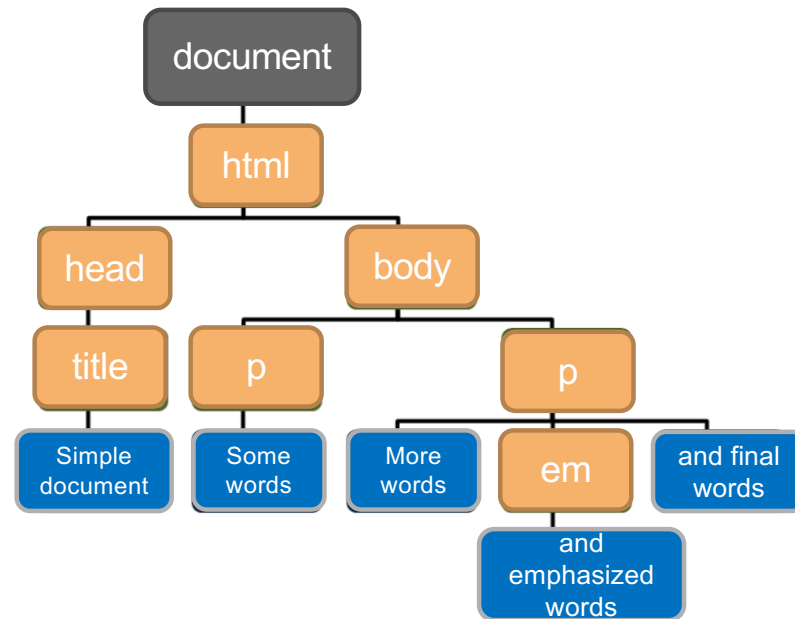 document
html
head
body
title
p
p
Simple
document
Some
words
More
words
em
and final
words
and
emphasized
words